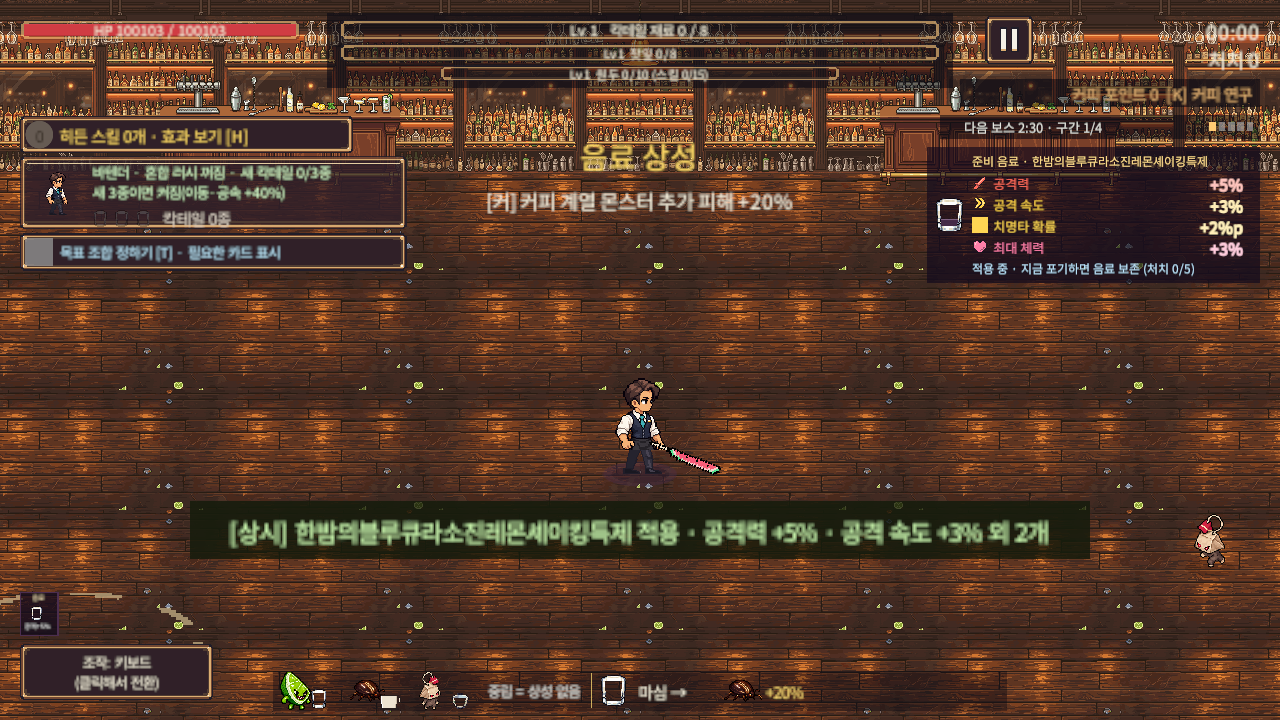 HP 100103 / 100103
Lv 1 칵테일 재료 0 / 8
Lv1 찻잎 0/8
Lv1 원두 0/10 (스킬 0/15)
00:00
처치 0
커피 포인트 0 [K] 커피 연구
히든 스킬 0개 · 효과 보기 [H]
바텐더 - 혼합 러시 꺼짐 - 새 칵테일 0/3종
새 3종이면 켜짐(이동·공속 +40%)
칵테일 0종
목표 조합 정하기 [T] - 필요한 카드 표시
음료 상성
[커] 커피 계열 몬스터 추가 피해 +20%
다음 보스 2:30 · 구간 1/4
준비 음료 · 한밤의블루큐라소진레몬셰이킹특제
공격력 +5%
공격 속도 +3%
치명타 확률 +2%p
최대 체력 +3%
적용 중 · 지금 포기하면 음료 보존 (처치 0/5)
[상시] 한밤의블루큐라소진레몬셰이킹특제 적용 · 공격력 +5% · 공격 속도 +3% 외 2개
조작: 키보드
(클릭해서 전환)
중립 = 상성 없음
마심 →
+20%